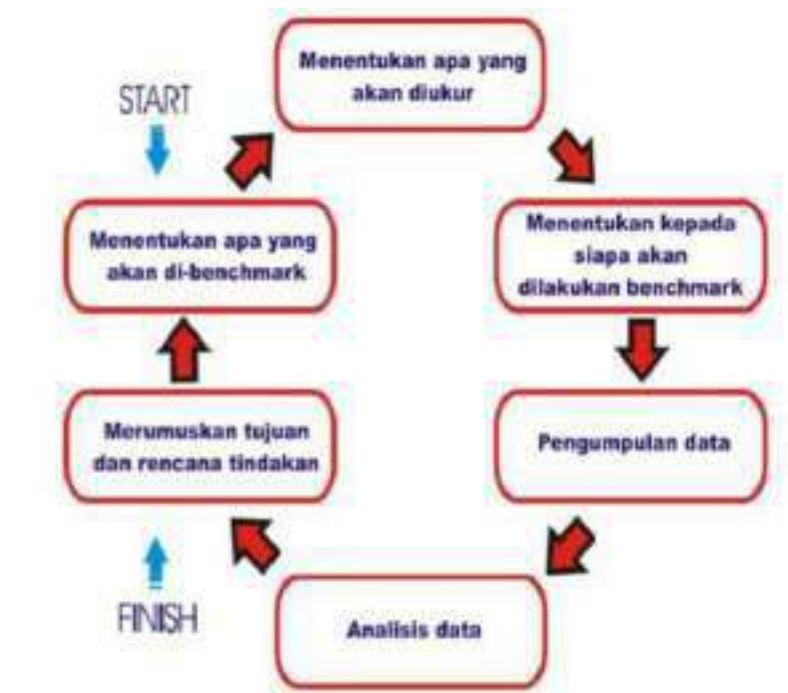 START
Menentukan apa yang
akan di-benchmark
Menentukan apa yang
akan diukur
Menentukan kepada
siapa akan
dilakukan benchmark
Pengumpulan data
Analisis data
Merumuskan tujuan
dan rencana tindakan
FINISH